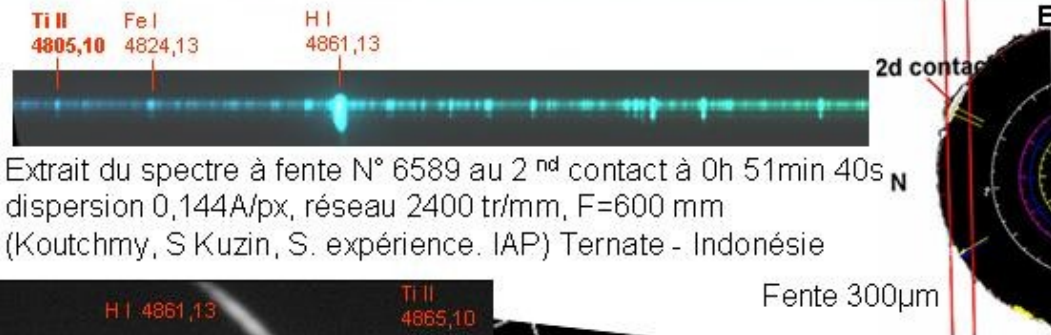 Ti II Fe I H I
4805,10 4824,13 4861,13
2d contac
E
Extrait du spectre à fente N° 6589 au 2 nd contact à 0h 51min 40s
N
dispersion 0,144A/px, réseau 2400 tr/mm, F=600 mm
(Koutchmy, S Kuzin, S. expérience. IAP) Ternate - Indonésie
Fente 300µm
H I 4861,13
Ti II
4865,10